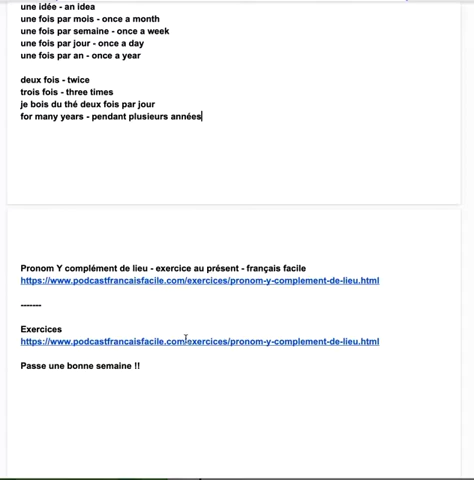 une idée - an idea
une fois par mois - once a month
une fois par semaine - once a week
une fois par jour - once a day
une fois par an - once a year
deux fois - twice
trois fois - three times
je bois du thé deux fois par jour
for many years - pendant plusieurs années
Pronom Y complément de lieu - exercice au présent - français facile
https://www.podcastfrancaisfacile.com/exercices/pronom-y-complement-de-lieu.html
-------
Exercices
https://www.podcastfrancaisfacile.com/exercices/pronom-y-complement-de-lieu.html
Passe une bonne semaine !!